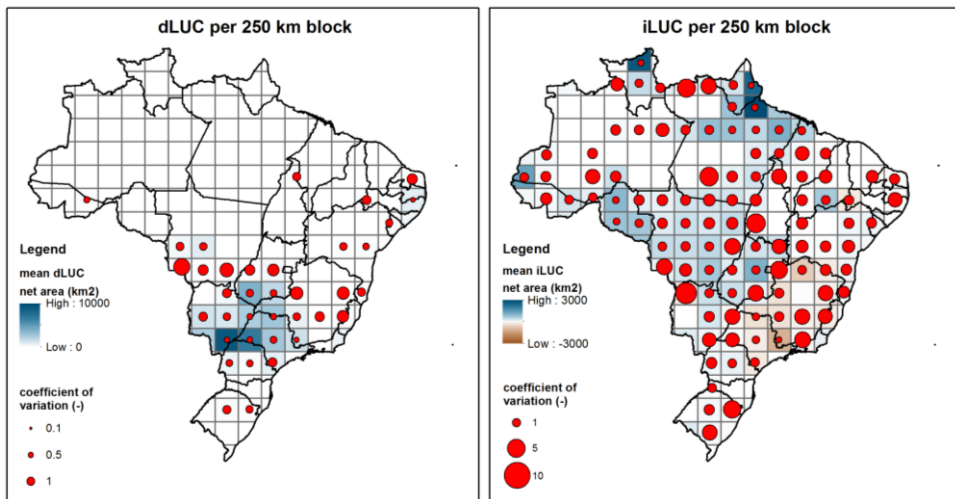 dLUC per 250 km block
Legend
mean dLUC
net area (km2)
High : 10000
Low : 0
coefficient of
variation (-)
0.1
0.5
1
iLUC per 250 km block
Legend
mean iLUC
net area (km2)
High : 3000
Low : -3000
coefficient of
variation (-)
1
5
10